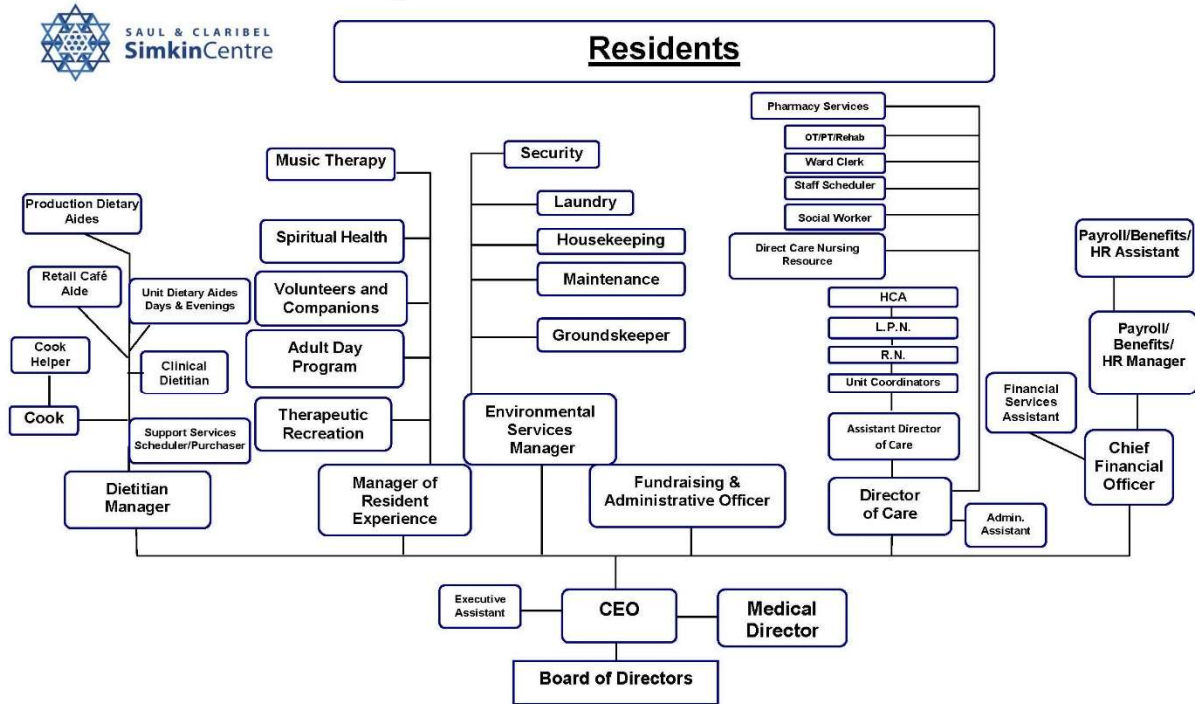 SAUL & CLARIBEL
SimkinCentre
Residents
Pharmacy Services
OT/PT/Rehab
Ward Clerk
Staff Scheduler
Social Worker
Direct Care Nursing
Resource
HCA
L.P.N.
R.N.
Unit Coordinators
Assistant Director
of Care
Director
of Care
Admin.
Assistant
Security
Laundry
Housekeeping
Maintenance
Groundskeeper
Environmental
Services
Manager
Music Therapy
Spiritual Health
Volunteers and
Companions
Adult Day
Program
Therapeutic
Recreation
Manager of
Resident
Experience
Production Dietary
Aides
Retail Café
Aide
Unit Dietary Aides
Days & Evenings
Cook
Helper
Clinical
Dietitian
Cook
Support Services
Scheduler/Purchaser
Dietitian
Manager
Fundraising &
Administrative Officer
Payroll/Benefits/
HR Assistant
Payroll/
Benefits/
HR Manager
Financial
Services
Assistant
Chief
Financial
Officer
Executive
Assistant
CEO
Medical
Director
Board of Directors